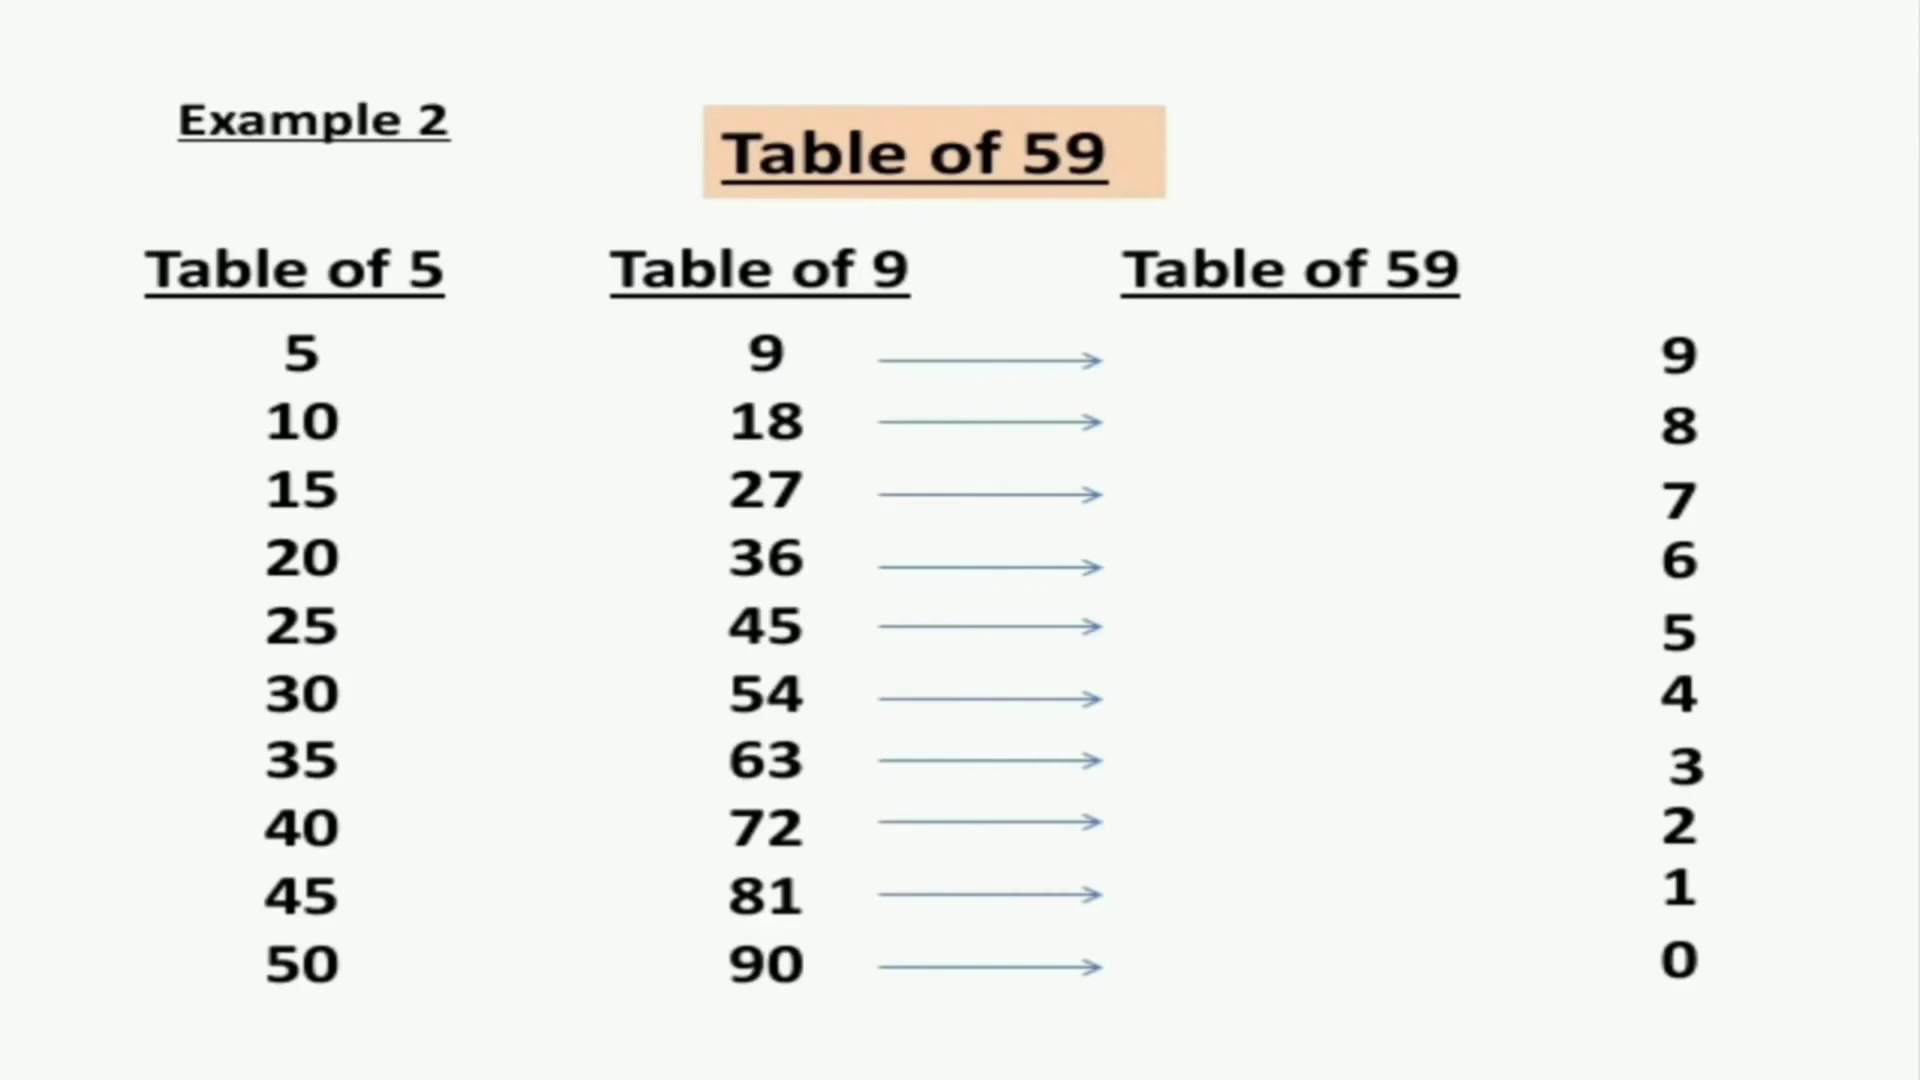 Example 2
Table of 59
Table of 5 Table of 9 Table of 59
5 9 9
10 18 8
15 27 7
20 36 6
25 45 5
30 54 4
35 63 3
40 72 2
45 81 1
50 90 0